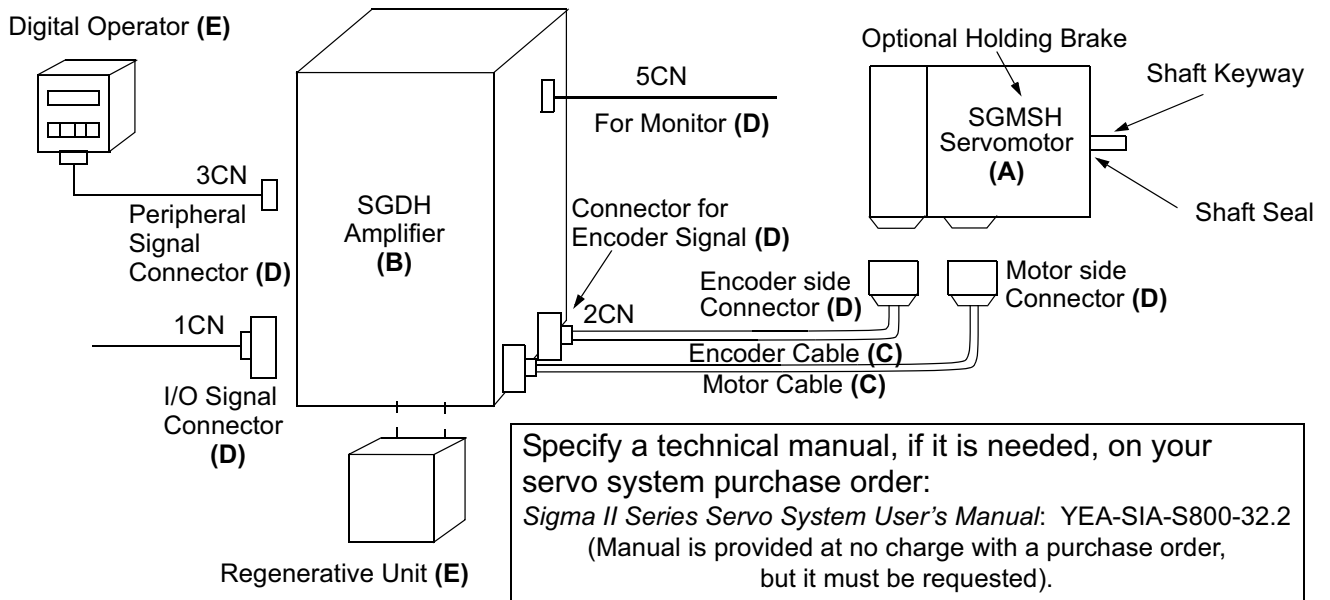 Digital Operator (E)
3CN
Peripheral
Signal
Connector (D)
1CN
I/O Signal
Connector
(D)
SGDH
Amplifier
(B)
Regenerative Unit (E)
5CN
For Monitor (D)
Connector for
Encoder Signal (D)
2CN
Encoder side
Connector (D)
Motor side
Connector (D)
Encoder Cable (C)
Motor Cable (C)
Optional Holding Brake
SGMSH
Servomotor
(A)
Shaft Keyway
Shaft Seal
Specify a technical manual, if it is needed, on your
servo system purchase order:
Sigma II Series Servo System User's Manual: YEA-SIA-S800-32.2
(Manual is provided at no charge with a purchase order,
but it must be requested).